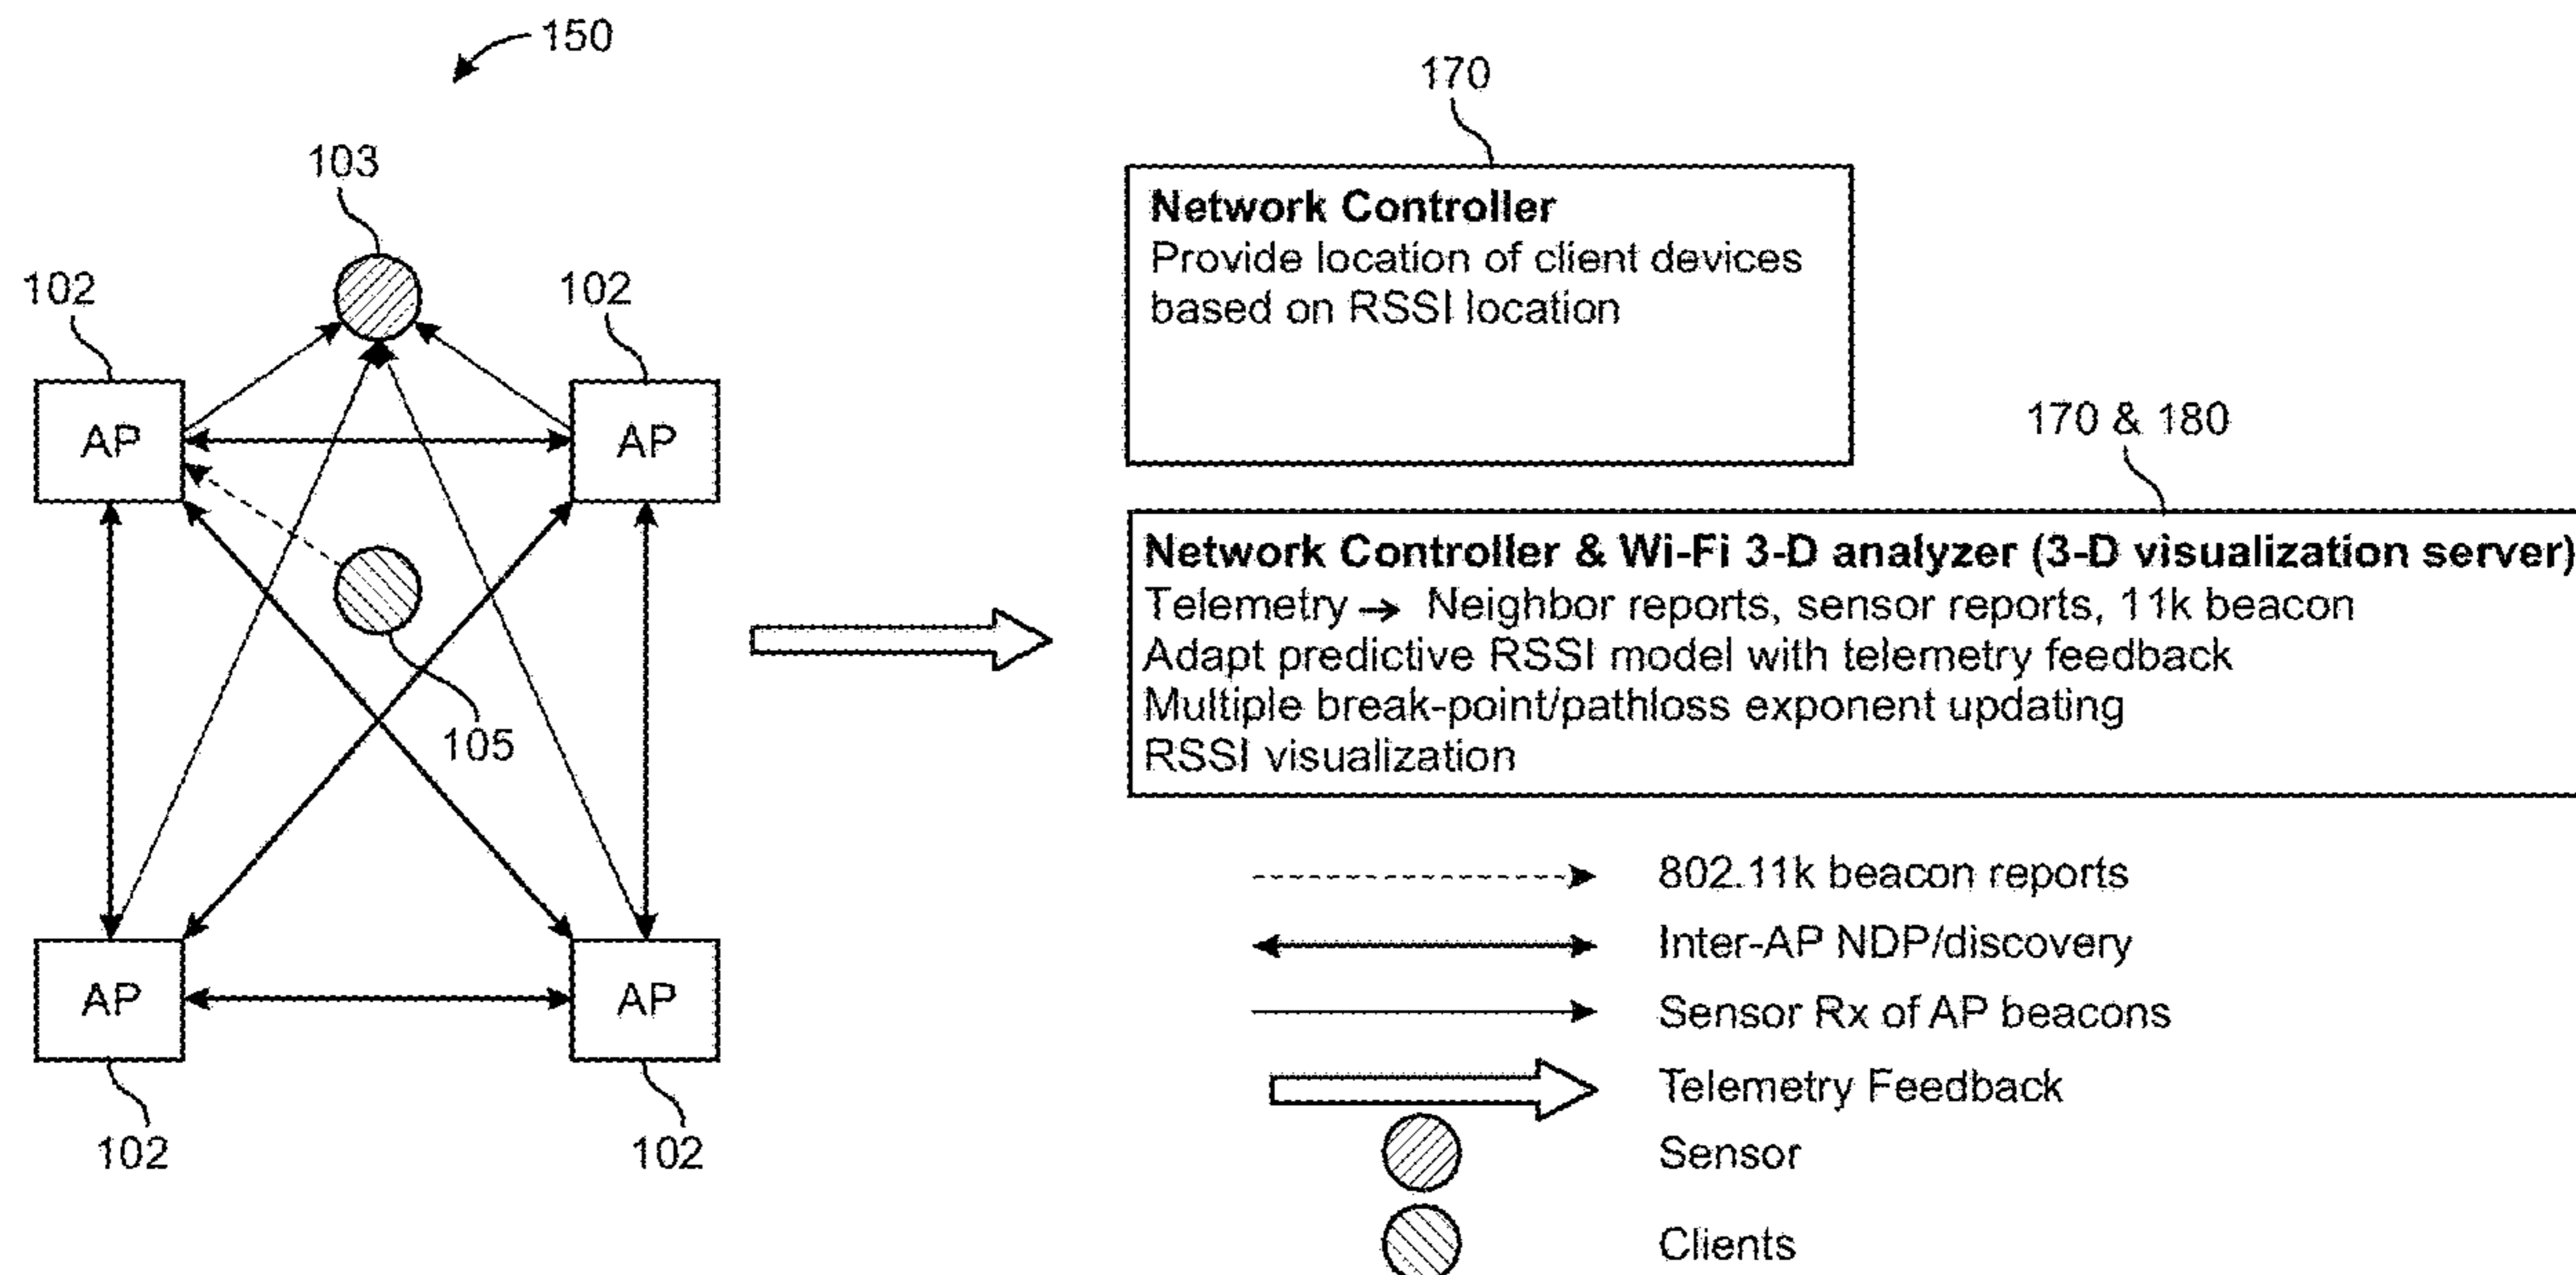 150
103
102
102
AP
AP
105
AP
AP
102
102
170
Network Controller
Provide location of client devices
based on RSSI location
170 & 180
Network Controller & Wi-Fi 3-D analyzer (3-D visualization server)
Telemetry → Neighbor reports, sensor reports, 11k beacon
Adapt predictive RSSI model with telemetry feedback
Multiple break-point/pathloss exponent updating
RSSI visualization
802.11k beacon reports
Inter-AP NDP/discovery
Sensor Rx of AP beacons
Telemetry Feedback
Sensor
Clients